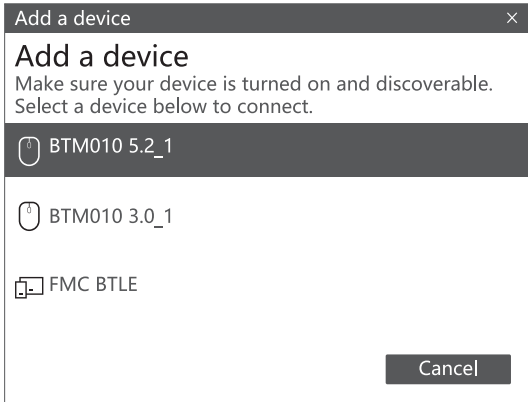 Add a device
Add a device
Make sure your device is turned on and discoverable.
Select a device below to connect.
BTM010 5.2_1
BTM010 3.0_1
FMC BTLE
Cancel